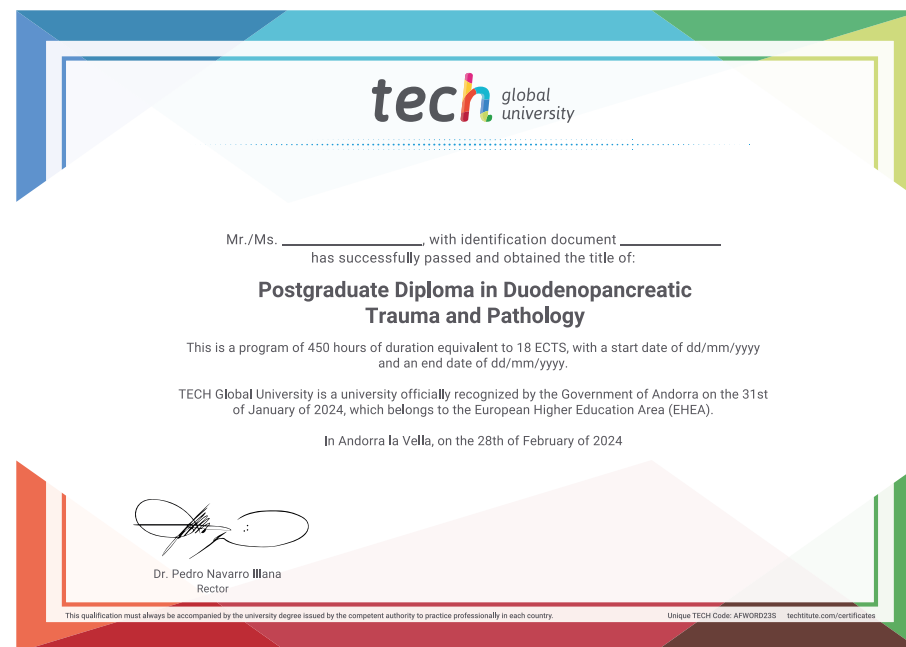 tech global university
Mr./Ms. ____________, with identification document ____________
has successfully passed and obtained the title of:
Postgraduate Diploma in Duodenopancreatic
Trauma and Pathology
This is a program of 450 hours of duration equivalent to 18 ECTS, with a start date of dd/mm/yyyy
and an end date of dd/mm/yyyy.
TECH Global University is a university officially recognized by the Government of Andorra on the 31st
of January of 2024, which belongs to the European Higher Education Area (EHEA).
In Andorra la Vella, on the 28th of February of 2024
Dr. Pedro Navarro Illana
Rector
This qualification must always be accompanied by the university degree issued by the competent authority to practice professionally in each country.
Unique TECH Code: AFWORD23S techtitute.com/certificates